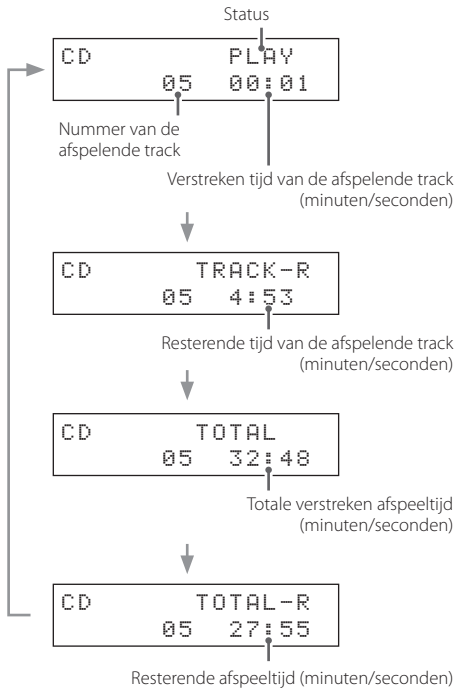 Status
CD PLAY
05 00:01
Nummer van de
afspelende track
Verstreken tijd van de afspelende track
(minuten/seconden)
CD TRACK-R
05 4:53
Resterende tijd van de afspelende track
(minuten/seconden)
CD TOTAL
05 32:48
Totale verstreken afspeeltijd
(minuten/seconden)
CD TOTAL-R
05 27:55
Resterende afspeeltijd (minuten/seconden)